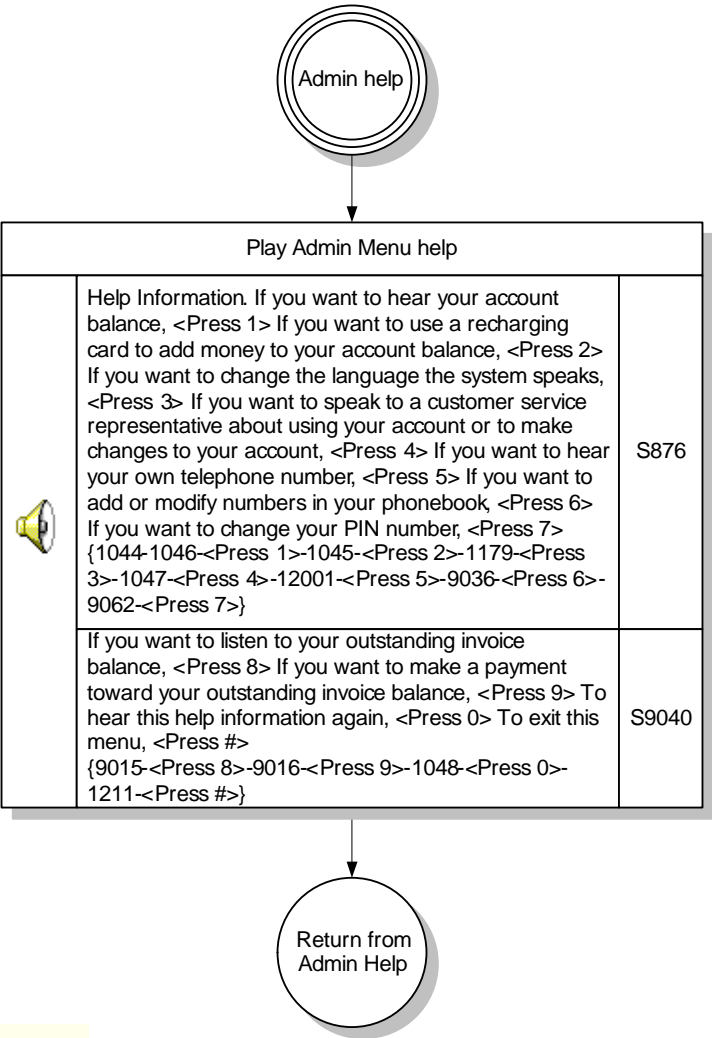 Admin help
Play Admin Menu help
Help Information. If you want to hear your account
balance, <Press 1> If you want to use a recharging
card to add money to your account balance, <Press 2>
If you want to change the language the system speaks,
<Press 3> If you want to speak to a customer service
representative about using your account or to make
changes to your account, <Press 4> If you want to hear
your own telephone number, <Press 5> If you want to
add or modify numbers in your phonebook, <Press 6>
If you want to change your PIN number, <Press 7>
{1044-1046-<Press 1>-1045-<Press 2>-1179-<Press
3>-1047-<Press 4>-12001-<Press 5>-9036-<Press 6>-
9062-<Press 7>}
S876
If you want to listen to your outstanding invoice
balance, <Press 8> If you want to make a payment
toward your outstanding invoice balance, <Press 9> To
hear this help information again, <Press 0> To exit this
menu, <Press #>
{9015-<Press 8>-9016-<Press 9>-1048-<Press 0>-
1211-<Press #>}
S9040
Return from
Admin Help